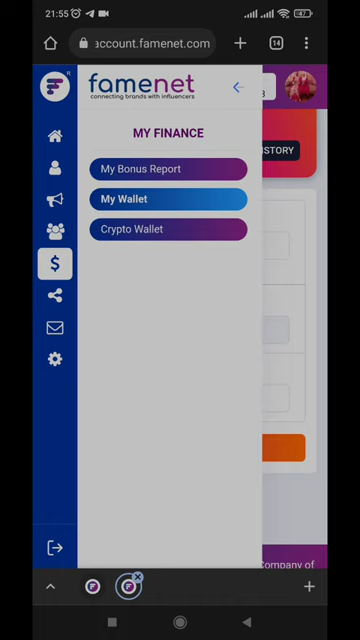 21:55
47
account.famenet.com
14
famenet
connecting brands with influencers
MY FINANCE
My Bonus Report
My Wallet
Crypto Wallet
ISTORY
Company of